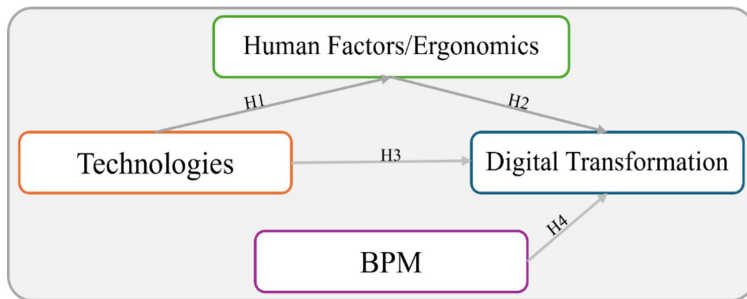 Human Factors/Ergonomics
H1
H2
Technologies
H3
Digital Transformation
H4
BPM